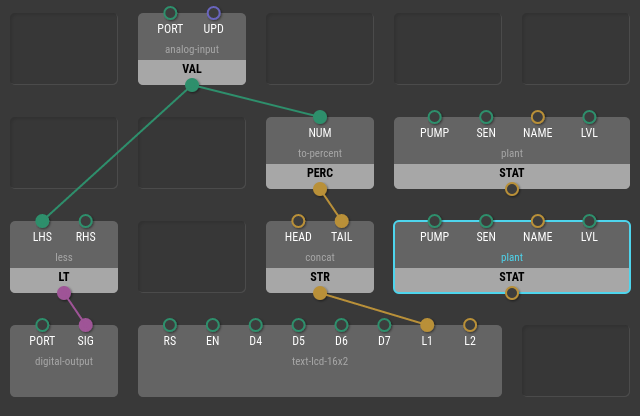 PORT UPD
analog-input
VAL
NUM
to-percent
PERC
PUMP SEN NAME LVL
plant
STAT
LHS RHS
less
LT
HEAD TAIL
concat
STR
PUMP SEN NAME LVL
plant
STAT
PORT SIG
digital-output
RS EN D4 D5 D6 D7 L1 L2
text-lcd-16x2